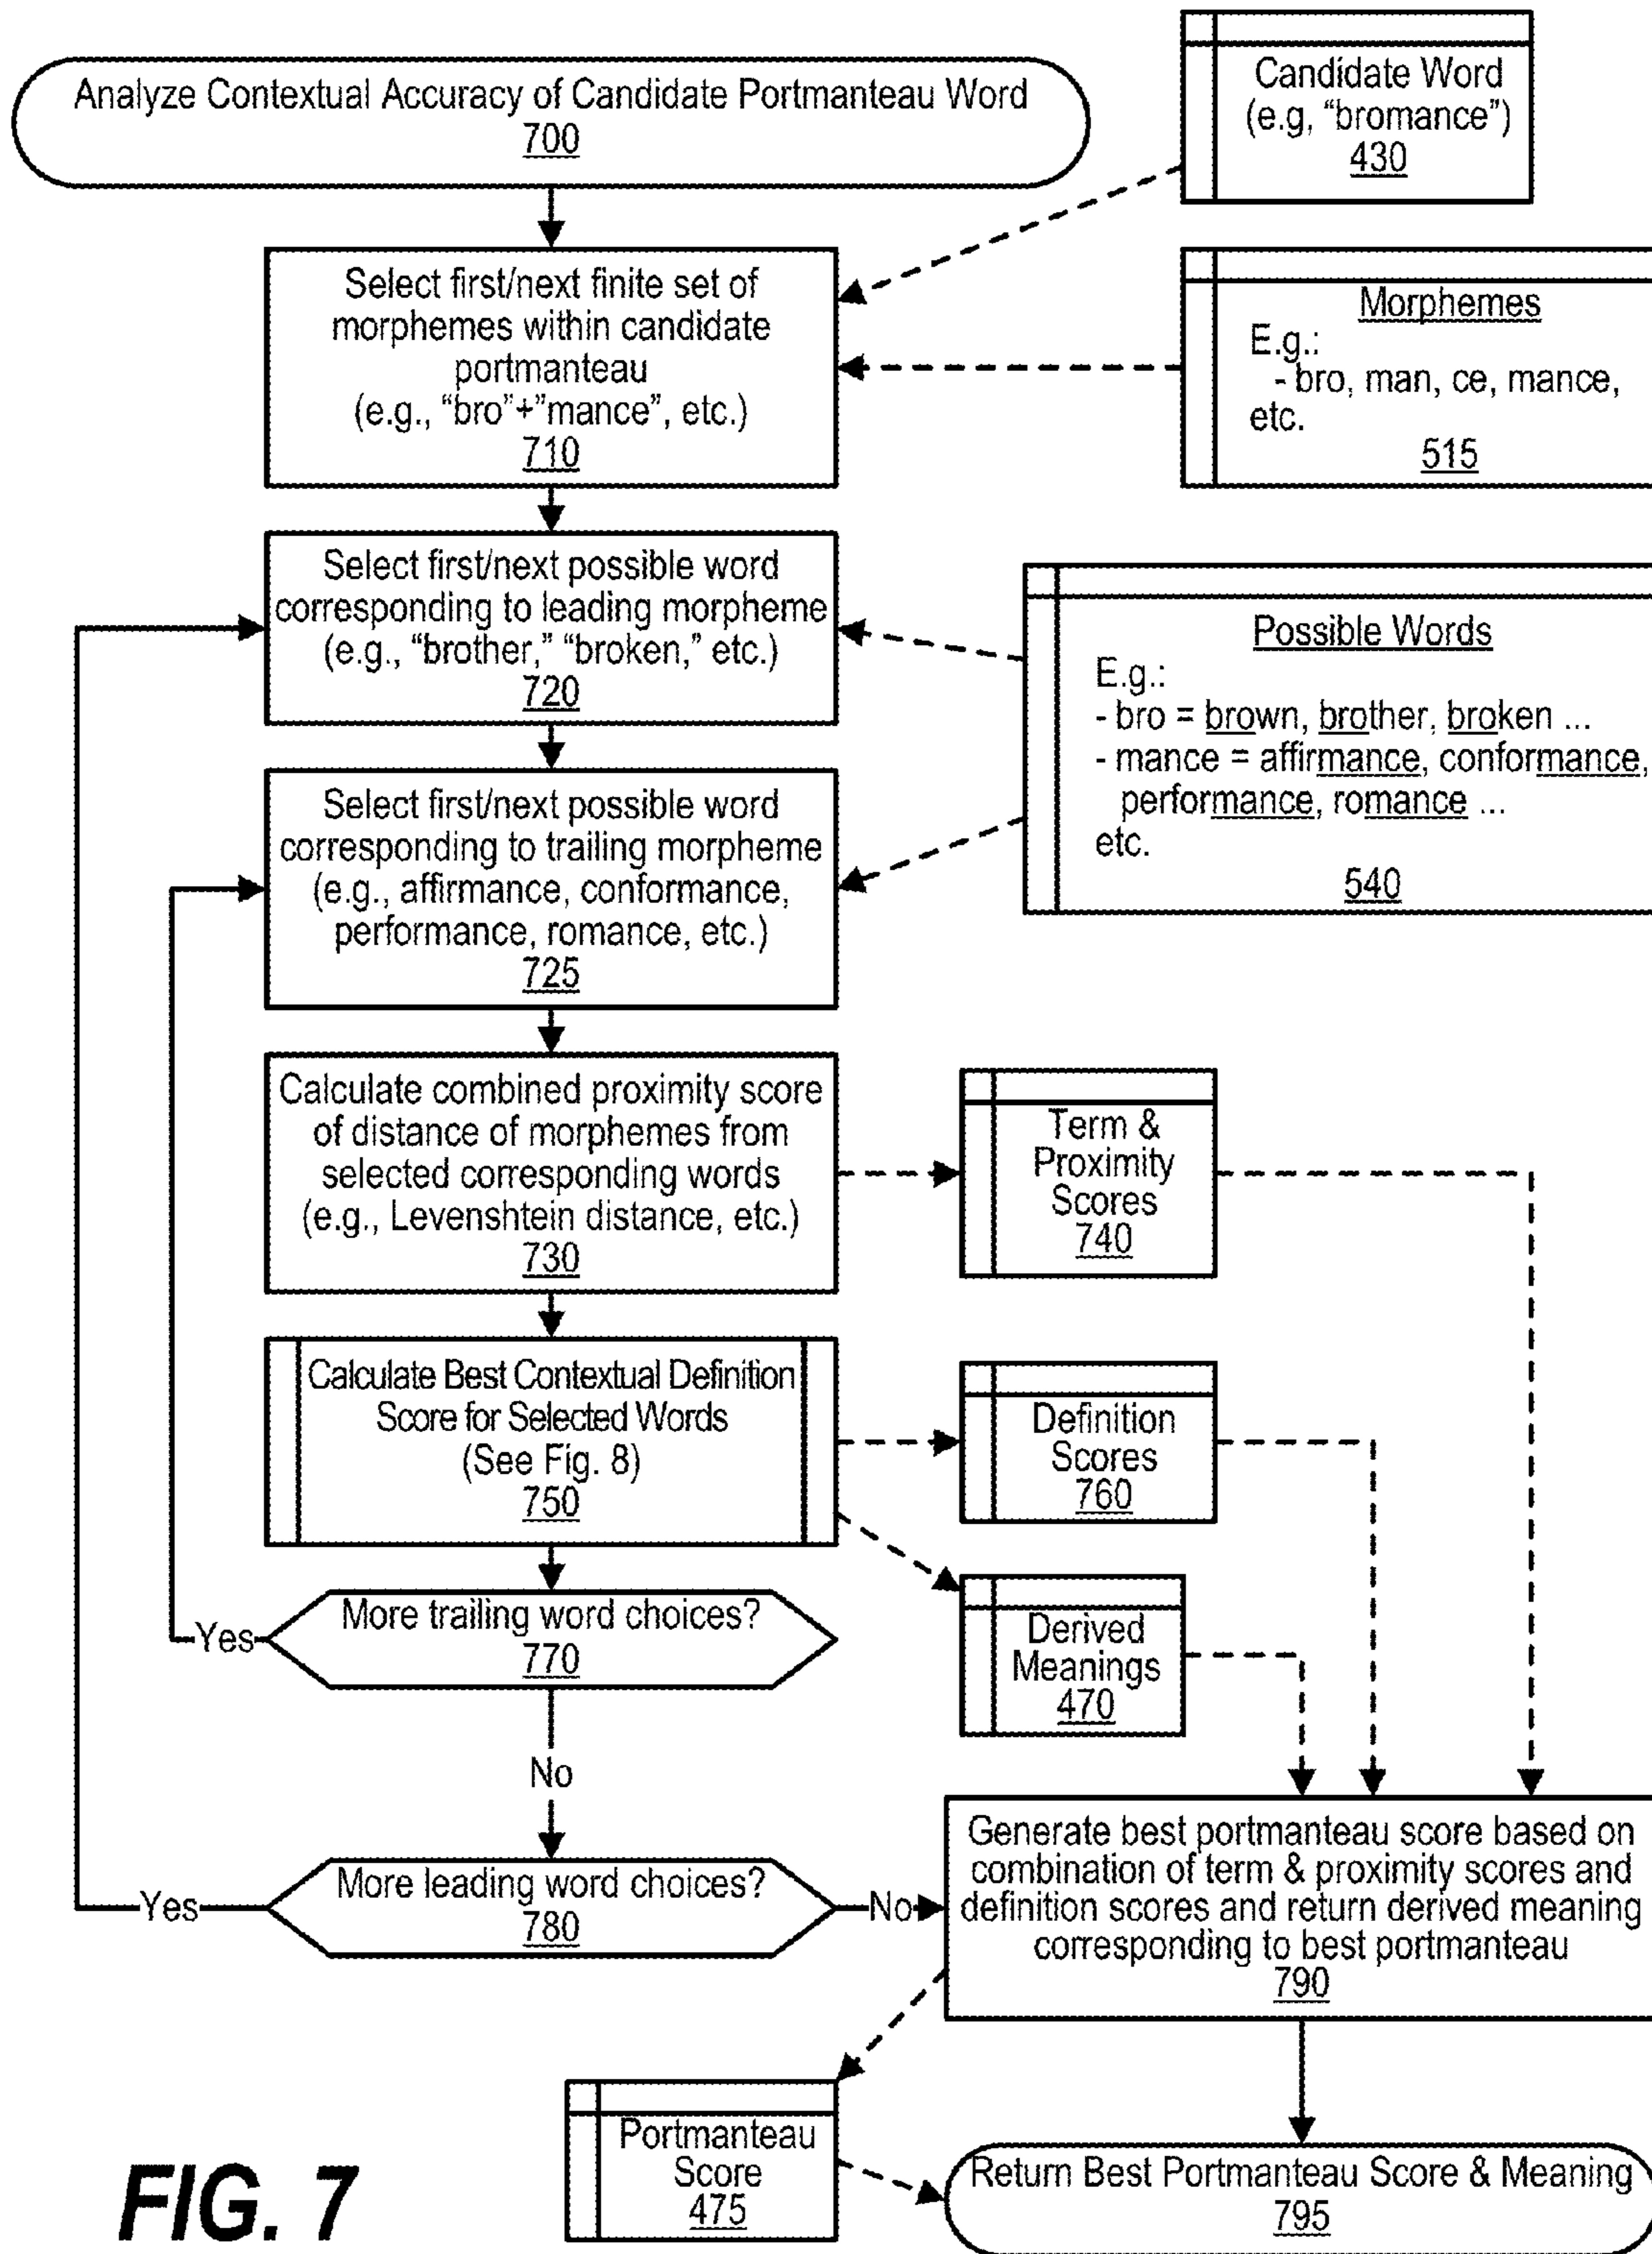 Analyze Contextual Accuracy of Candidate Portmanteau Word
700
Candidate Word
(e.g, “bromance”)
430
Select first/next finite set of
morphemes within candidate
portmanteau
(e.g., “bro”+”mance”, etc.)
710
Morphemes
E.g.:
- bro, man, ce, mance,
etc.
515
Select first/next possible word
corresponding to leading morpheme
(e.g., “brother,” “broken,” etc.)
720
Possible Words
E.g.:
- bro = brown, brother, broken ...
- mance = affirmance, conformance,
performance, romance ...
etc.
540
Select first/next possible word
corresponding to trailing morpheme
(e.g., affirmance, conformance,
performance, romance, etc.)
725
Calculate combined proximity score
of distance of morphemes from
selected corresponding words
(e.g., Levenshtein distance, etc.)
730
Term &
Proximity
Scores
740
Calculate Best Contextual Definition
Score for Selected Words
(See Fig. 8)
750
Definition
Scores
760
Derived
Meanings
470
More trailing word choices?
770
Yes
No
More leading word choices?
780
Yes
No
Generate best portmanteau score based on
combination of term & proximity scores and
definition scores and return derived meaning
corresponding to best portmanteau
790
Portmanteau
Score
475
Return Best Portmanteau Score & Meaning
795
FIG. 7